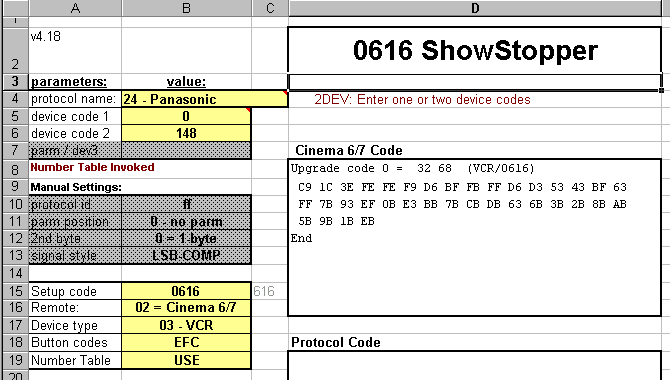 A B C D
1
v4.18
2 0616 ShowStopper
3 parameters: value:
4 protocol name: 24 - Panasonic 2DEV: Enter one or two device codes
5 device code 1 0
6 device code 2 148
7 parm / dev3 Cinema 6/7 Code
8 Number Table Invoked Upgrade code 0 = 32 68 (VCR/0616)
9 Manual Settings: C9 1C 3E FE FE F9 D6 BF FB FF D6 D3 53 43 BF 63
10 protocol id ff FF 7B 93 EF 0B E3 BB 7B CB DB 63 6B 3B 2B 8B AB
11 parm position 0 - no parm 5B 9B 1B EB
12 2nd byte 0 = 1-byte End
13 signal style LSB-COMP
14
15 Setup code 0616 616
16 Remote: 02 = Cinema 6/7
17 Device type 03 - VCR
18 Button codes EFC Protocol Code
19 Number Table USE